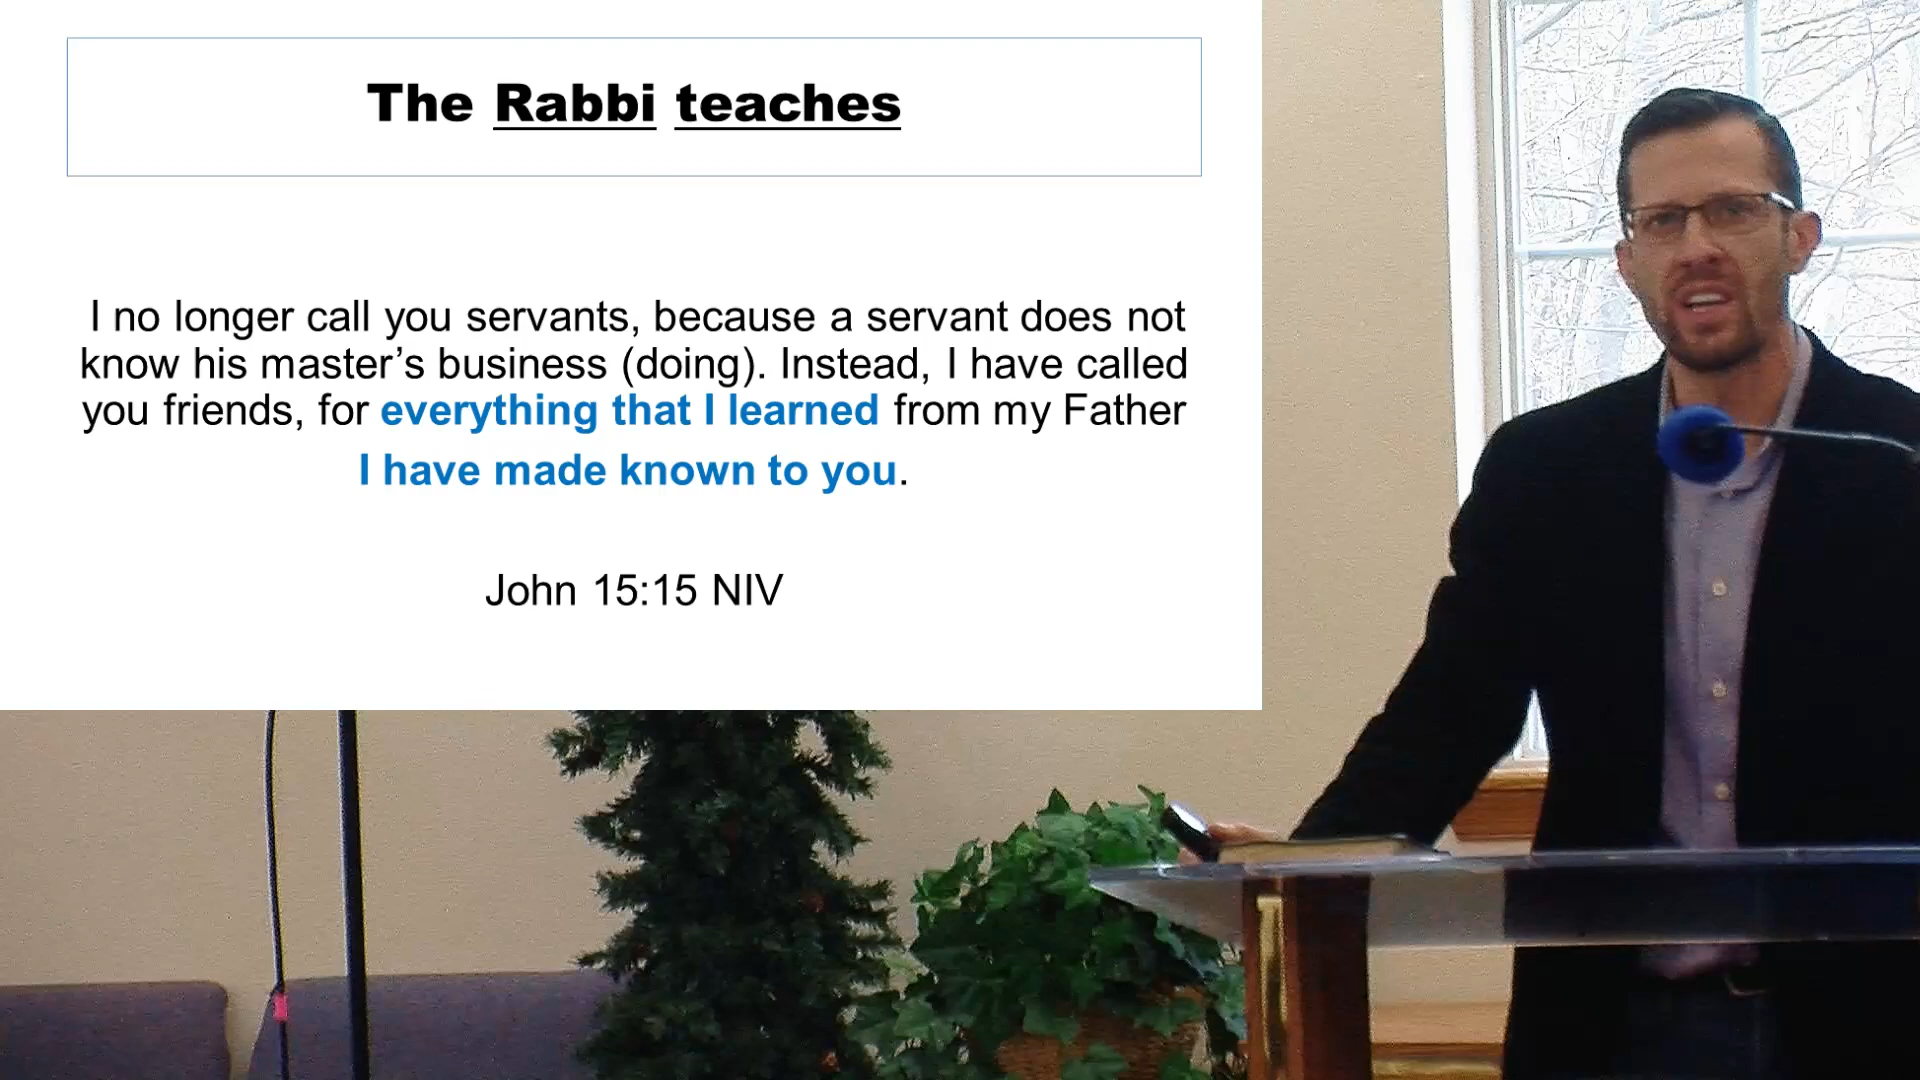 The Rabbi teaches
I no longer call you servants, because a servant does not
know his master’s business (doing). Instead, I have called
you friends, for everything that I learned from my Father
I have made known to you.
John 15:15 NIV